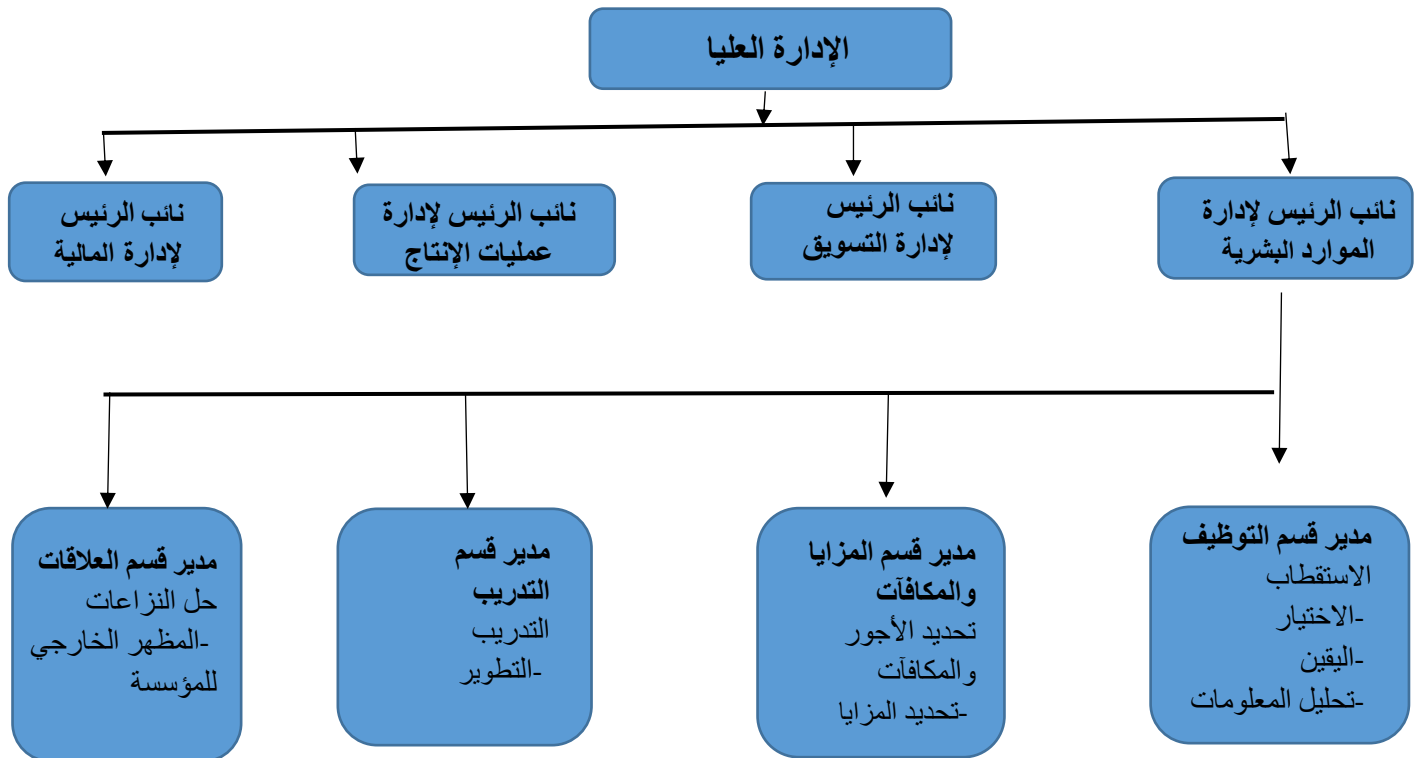 الإدارة العليا
نائب الرئيس لإدارة
الموارد البشرية
نائب الرئيس
لإدارة التسويق
نائب الرئيس لإدارة
عمليات الإنتاج
نائب الرئيس
لإدارة المالية
مدير قسم التوظيف
الاستقطاب
-الاختيار
-اليقين
-تحليل المعلومات
مدير قسم المزايا
والمكافآت
تحديد الأجور
والمكافآت
-تحديد المزايا
مدير قسم
التدريب
التدريب
-التطوير
مدير قسم العلاقات
حل النزاعات
-المظهر الخارجي
للمؤسسة